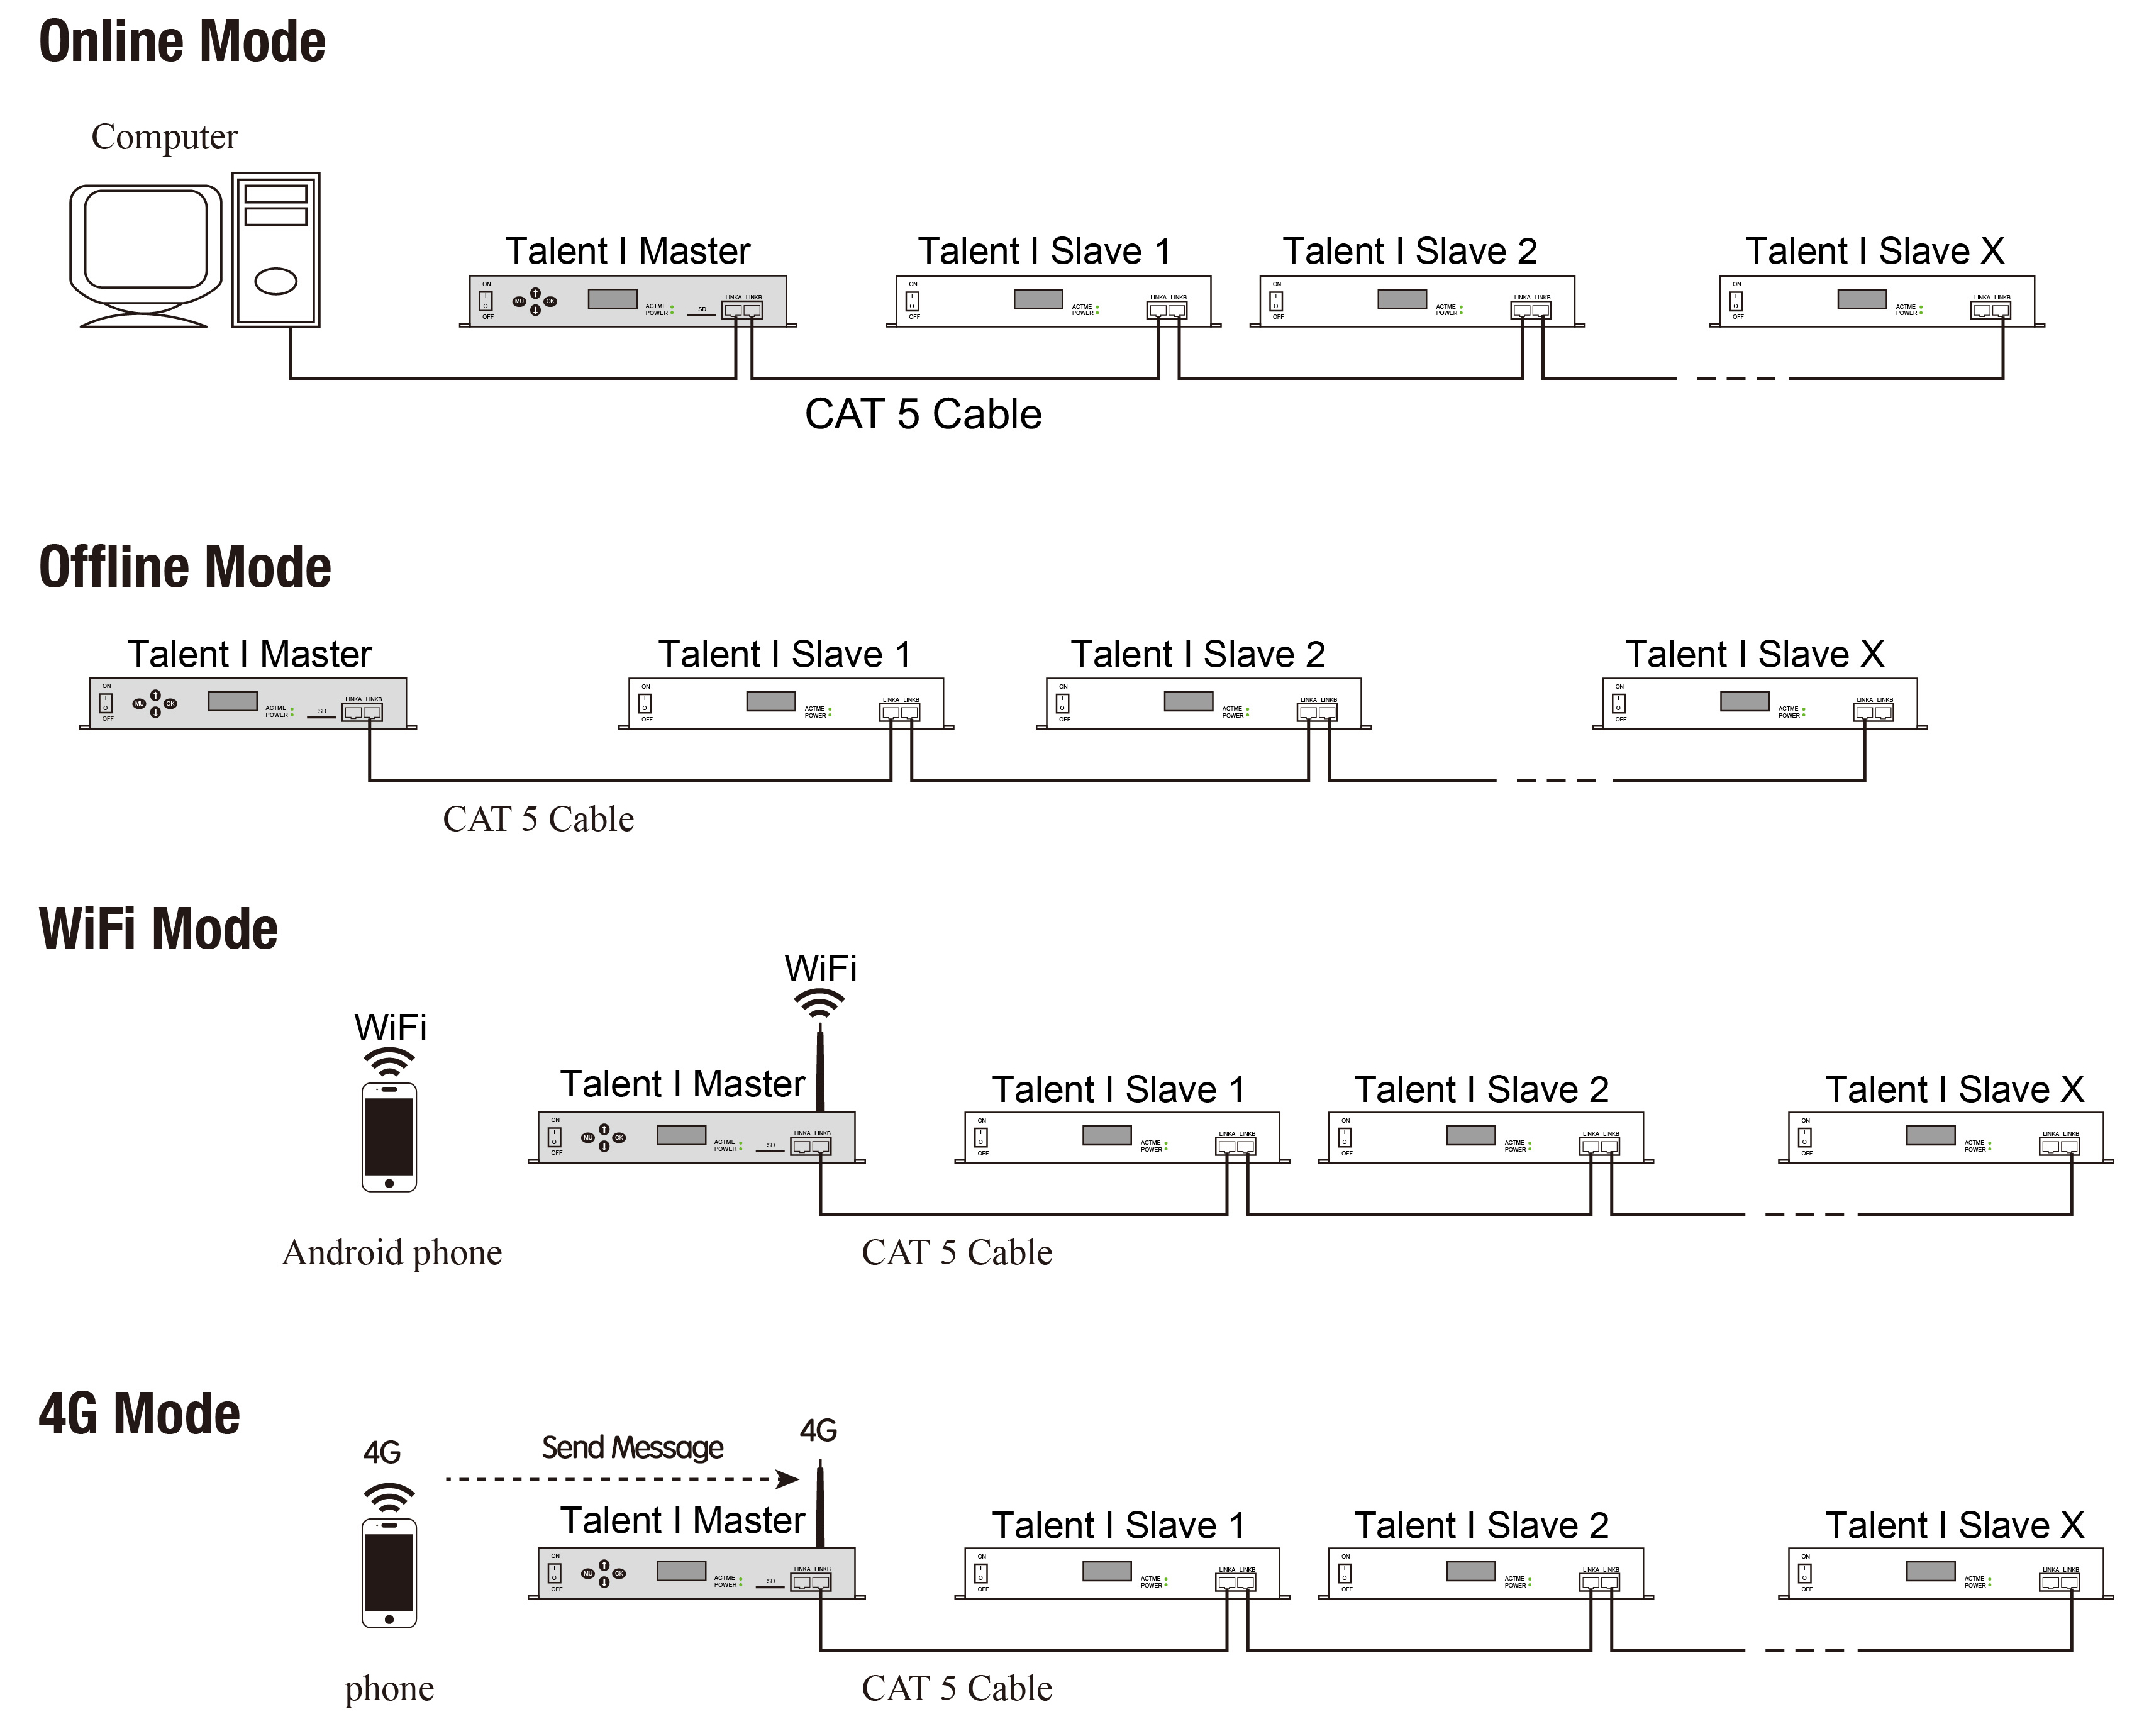 Online Mode
Computer
Talent I Master
Talent I Slave 1
Talent I Slave 2
Talent I Slave X
ON
OFF
MU
OK
ACTME
POWER
SD
LINKA LINKB
ON
OFF
ACTME
POWER
LINKA LINKB
ON
OFF
ACTME
POWER
LINKA LINKB
ON
OFF
ACTME
POWER
LINKA LINKB
CAT 5 Cable
Offline Mode
Talent I Master
Talent I Slave 1
Talent I Slave 2
Talent I Slave X
ON
OFF
MU
OK
ACTME
POWER
SD
LINKA LINKB
ON
OFF
ACTME
POWER
LINKA LINKB
ON
OFF
ACTME
POWER
LINKA LINKB
ON
OFF
ACTME
POWER
LINKA LINKB
CAT 5 Cable
WiFi Mode
WiFi
WiFi
Talent I Master
Talent I Slave 1
Talent I Slave 2
Talent I Slave X
ON
OFF
MU
OK
ACTME
POWER
SD
LINKA LINKB
ON
OFF
ACTME
POWER
LINKA LINKB
ON
OFF
ACTME
POWER
LINKA LINKB
ON
OFF
ACTME
POWER
LINKA LINKB
Android phone
CAT 5 Cable
4G Mode
4G
Send Message
4G
Talent I Master
Talent I Slave 1
Talent I Slave 2
Talent I Slave X
ON
OFF
MU
OK
ACTME
POWER
SD
LINKA LINKB
ON
OFF
ACTME
POWER
LINKA LINKB
ON
OFF
ACTME
POWER
LINKA LINKB
ON
OFF
ACTME
POWER
LINKA LINKB
phone
CAT 5 Cable